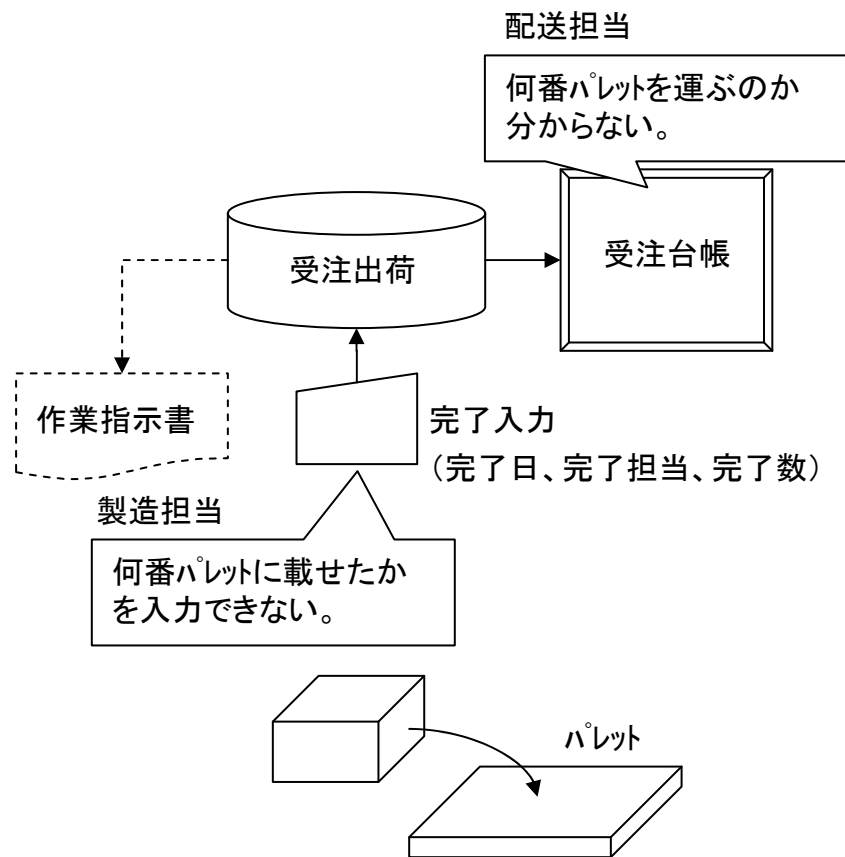 配送担当
何番パレットを運ぶのか
分からない。
受注出荷
受注台帳
作業指示書
完了入力
（完了日、完了担当、完了数）
製造担当
何番パレットに載せたか
を入力できない。
パレット